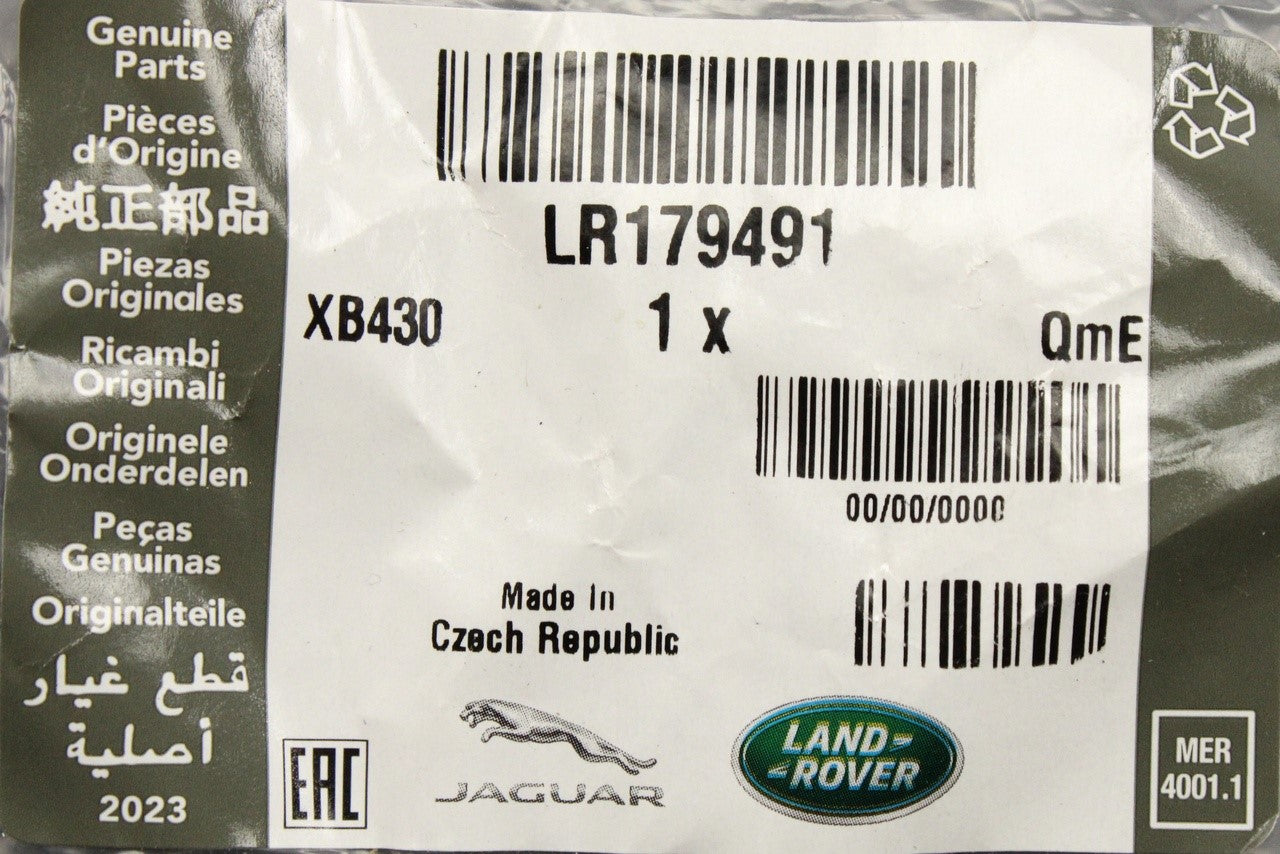 Genuine
Parts
Pièces
d'Origine
純正部品
Piezas
Originales
Ricambi
Originali
Originele
Onderdelen
Peças
Genuinas
Originalteile
قطع غيار
أصلية
2023
LR179491
XB430 1 x QmE
00/00/0000
Made In
Czech Republic
EAC
JAGUAR
LAND-
-ROVER
MER
4001.1